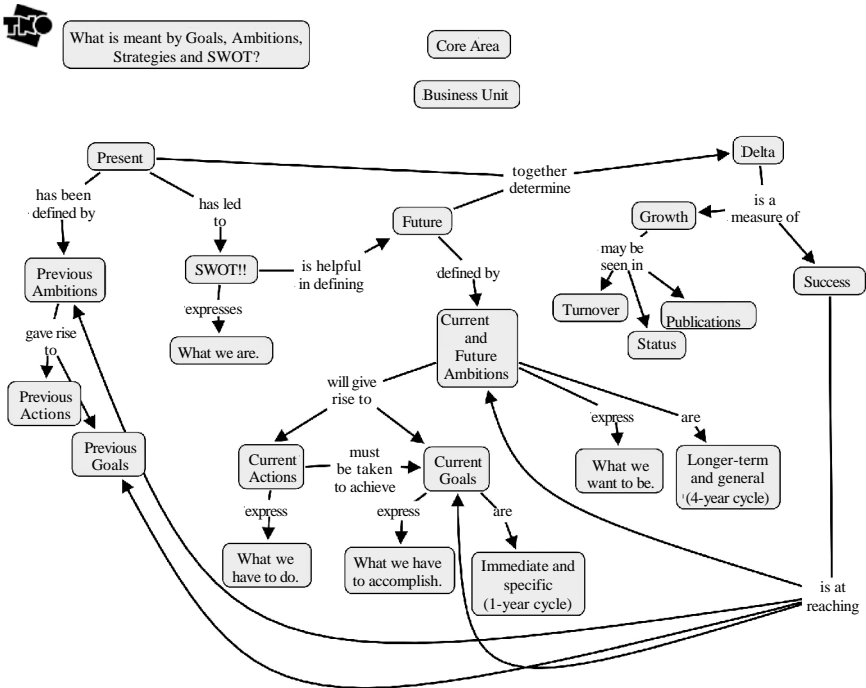 TNO
What is meant by Goals, Ambitions,
Strategies and SWOT?
Core Area
Business Unit
Present
Delta
together
determine
has been
defined by
has led
to
Future
Growth
is a
measure of
Previous
Ambitions
SWOT!!
is helpful
in defining
defined by
may be
seen in
Success
Turnover
Publications
Status
expresses
What we are.
gave rise
to
Current
and
Future
Ambitions
Previous
Actions
will give
rise to
express
are
Previous
Goals
Current
Actions
must
be taken
to achieve
Current
Goals
What we
want to be.
Longer-term
and general
(4-year cycle)
express
express
are
What we
have to do.
What we have
to accomplish.
Immediate and
specific
(1-year cycle)
is at
reaching